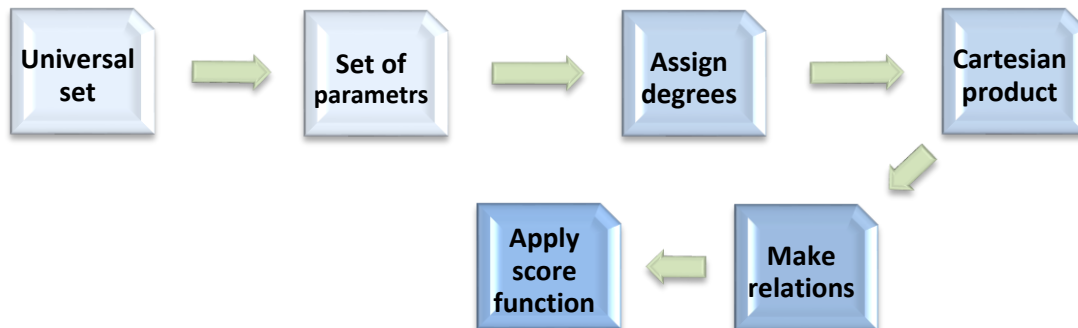 Universal
set
Set of
parametrs
Assign
degrees
Cartesian
product
Make
relations
Apply
score
function